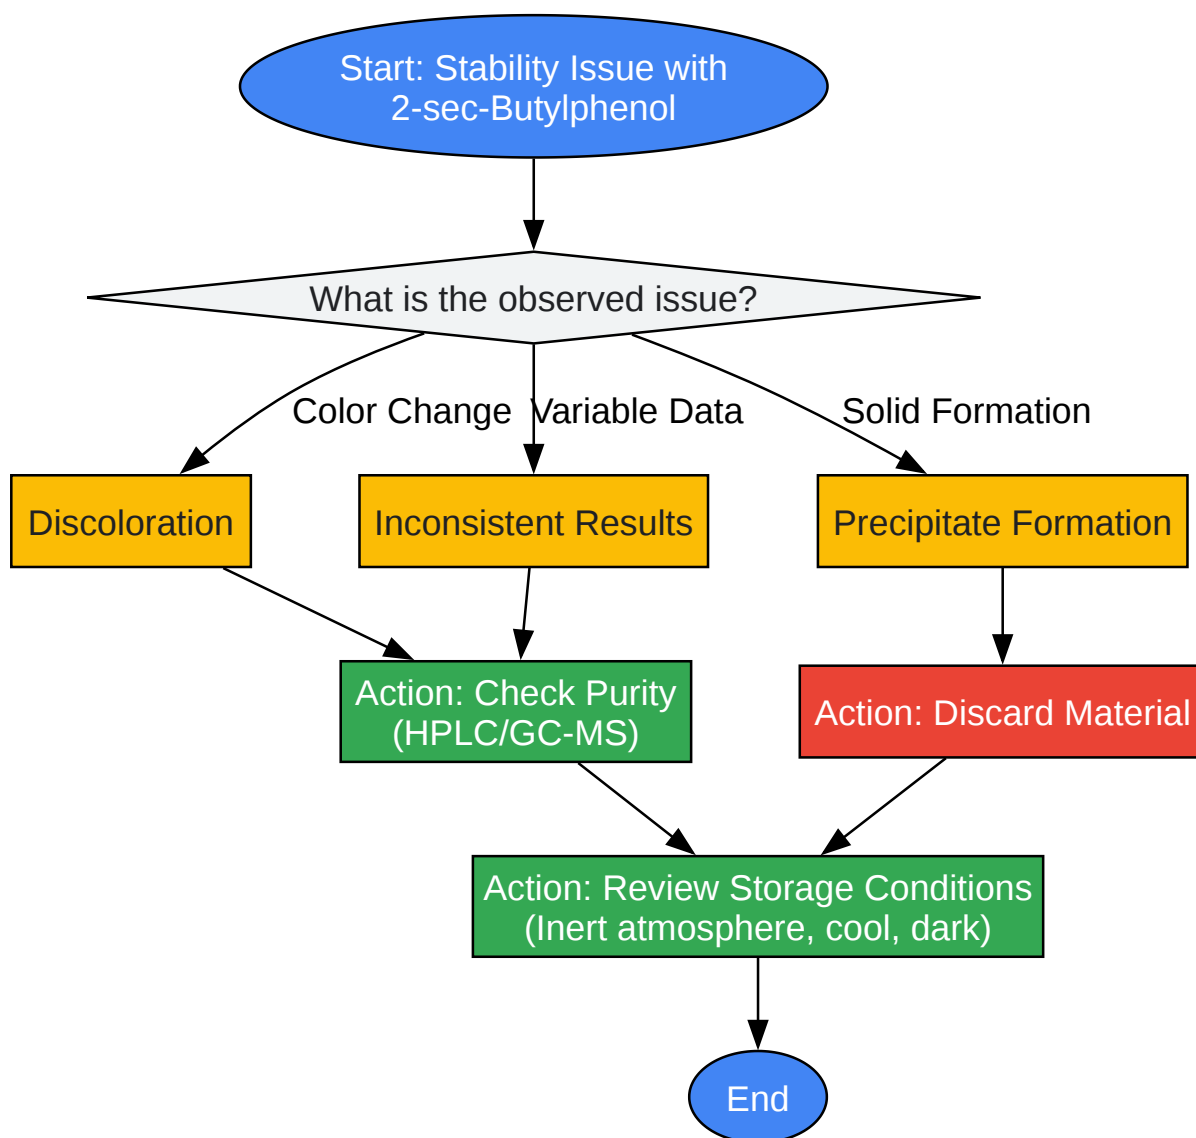 Start: Stability Issue with
2-sec-Butylphenol
What is the observed issue?
Color Change
Variable Data
Solid Formation
Discoloration
Inconsistent Results
Precipitate Formation
Action: Check Purity
(HPLC/GC-MS)
Action: Discard Material
Action: Review Storage Conditions
(Inert atmosphere, cool, dark)
End